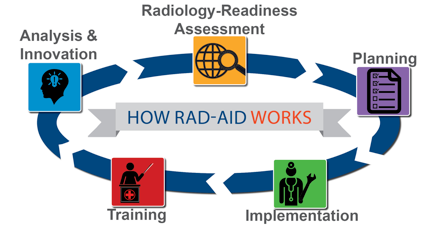 Radiology-Readiness
Assessment
Analysis &
Innovation
Planning
HOW RAD-AID WORKS
Training
Implementation